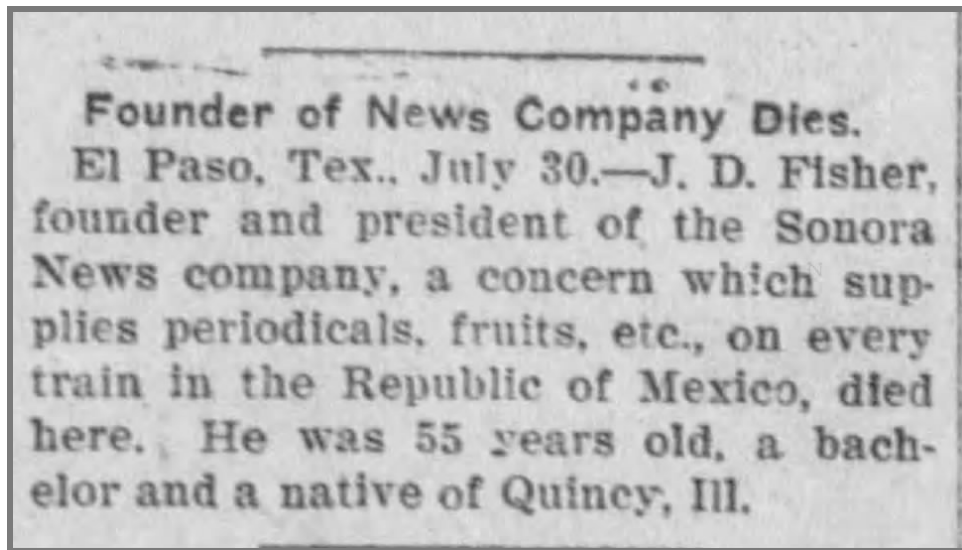 Founder of News Company Dies.
El Paso, Tex., July 30.—J. D. Fisher,
founder and president of the Sonora
News company, a concern which sup-
plies periodicals, fruits, etc., on every
train in the Republic of Mexico, died
here. He was 55 years old, a bach-
elor and a native of Quincy, Ill.